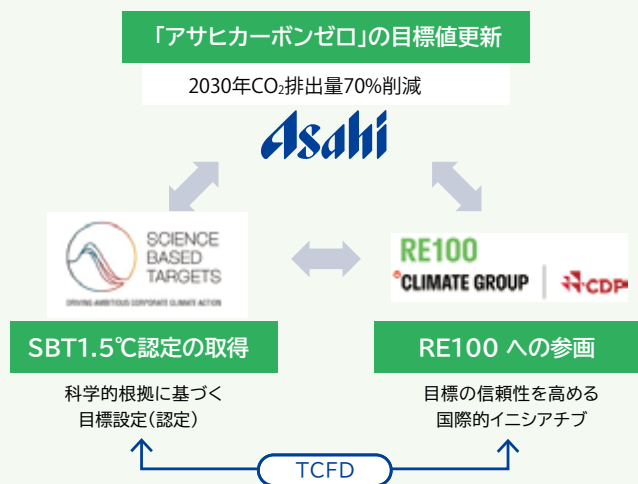 「アサヒカーボンゼロ」の目標値更新
2030年CO₂排出量70%削減
Asahi
SCIENCE
BASED
TARGETS
DRIVING AMBITIOUS CORPORATE CLIMATE ACTION
RE100
°CLIMATE GROUP
CDP
SBT1.5℃認定の取得
RE100 への参画
科学的根拠に基づく
目標設定(認定)
目標の信頼性を高める
国際的イニシアチブ
TCFD